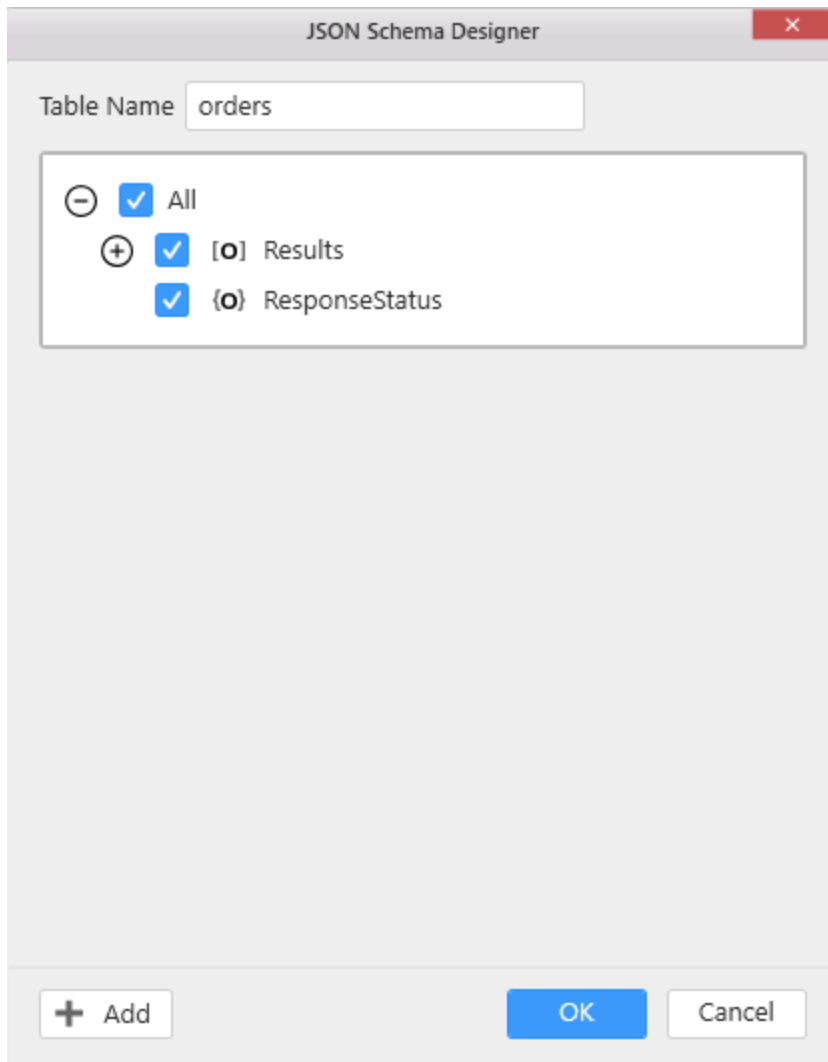 JSON Schema Designer
Table Name orders
All
[O] Results
{O} ResponseStatus
Add OK Cancel